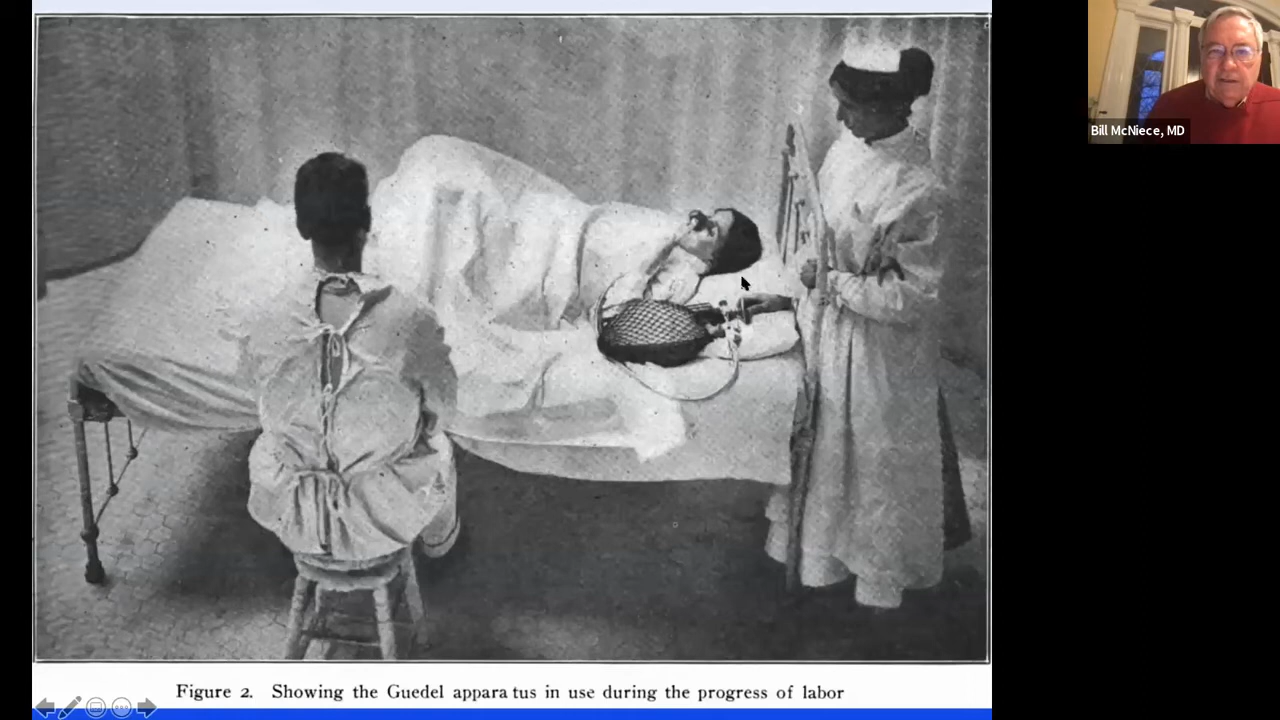 Bill McNiece, MD
Figure 2. Showing the Guedel apparatus in use during the progress of labor